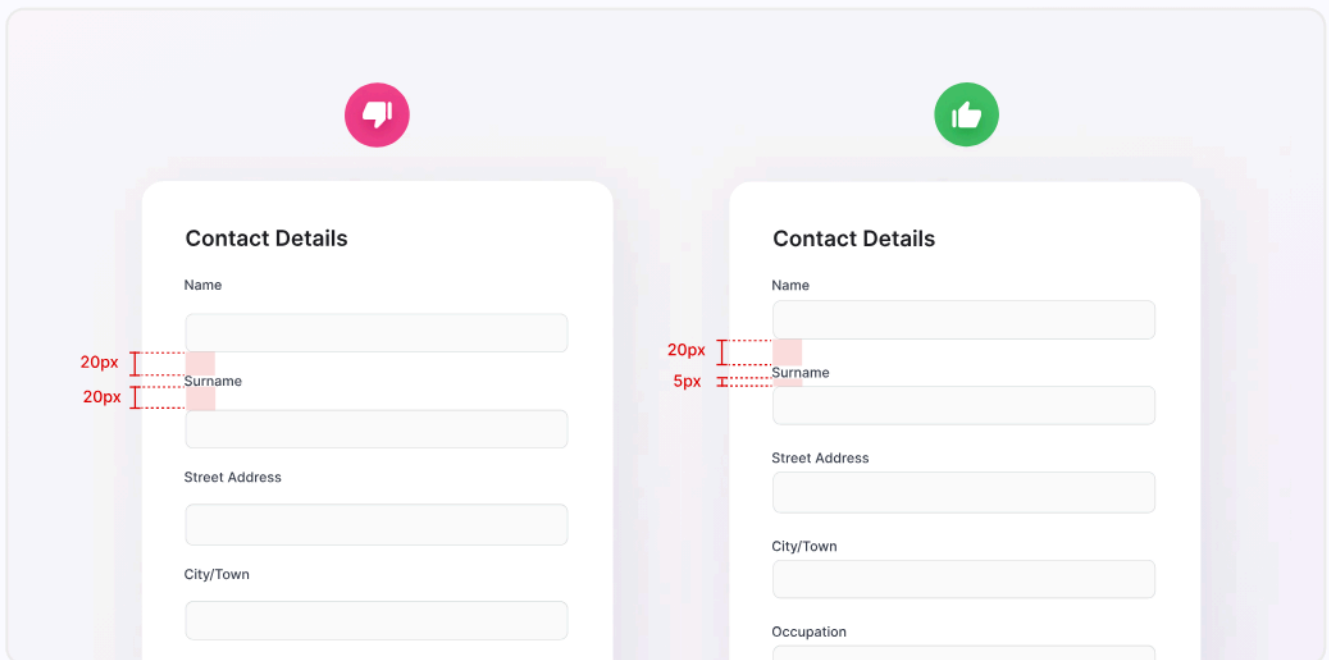 Contact Details
Name
20px
Surname
20px
Street Address
City/Town
Contact Details
Name
20px
Surname
5px
Street Address
City/Town
Occupation